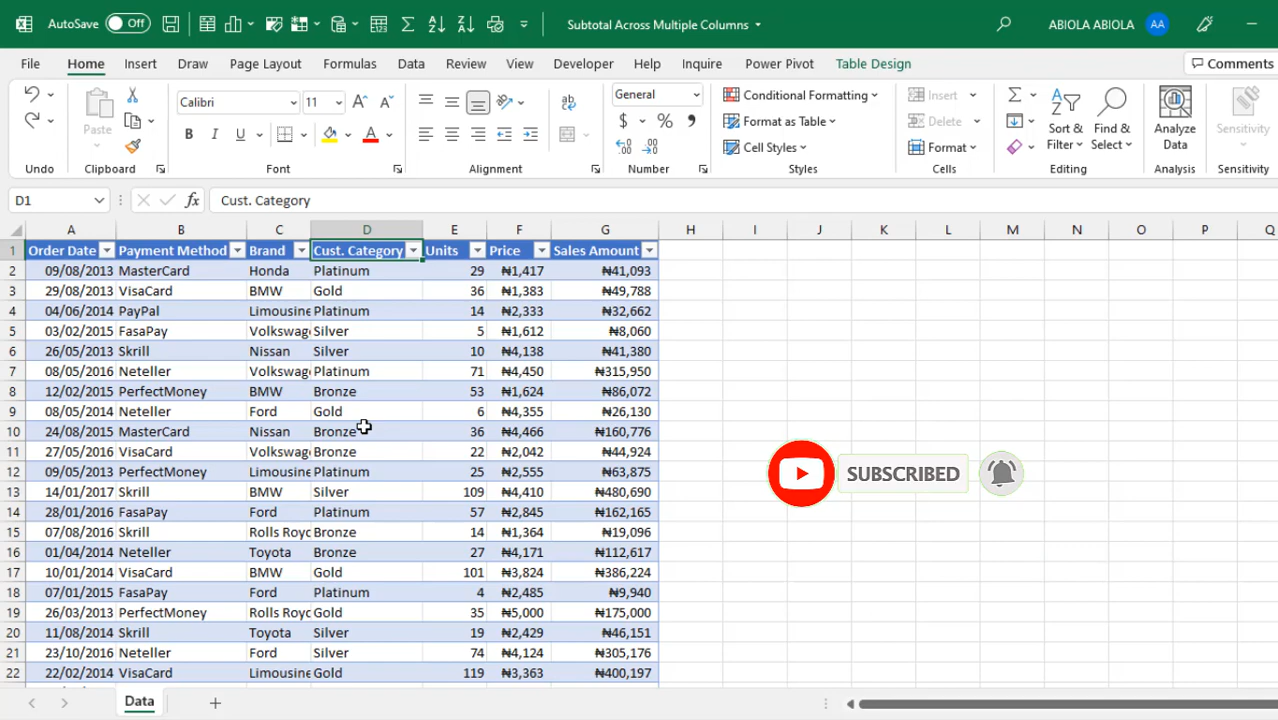 AutoSave Off Subtotal Across Multiple Columns ABIOLA ABIOLA AA
File Home Insert Draw Page Layout Formulas Data Review View Developer Help Inquire Power Pivot Table Design Comments
Calibri 11 General Conditional Formatting Insert
Paste Format as Table Delete Sort & Find & Analyze Sensitivity
B I U A $ % Cell Styles Format Filter Select Data
Undo Clipboard Font Alignment Number Styles Cells Editing Analysis Sensitivity
D1 fx Cust. Category
A B C D E F G H I J K L M N O P Q
1 Order Date Payment Method Brand Cust. Category Units Price Sales Amount
2 09/08/2013 MasterCard Honda Platinum 29 ₦1,417 ₦41,093
3 29/08/2013 VisaCard BMW Gold 36 ₦1,383 ₦49,788
4 04/06/2014 PayPal Limousine Platinum 14 ₦2,333 ₦32,662
5 03/02/2015 FasaPay Volkswag Silver 5 ₦1,612 ₦8,060
6 26/05/2013 Skrill Nissan Silver 10 ₦4,138 ₦41,380
7 08/05/2016 Neteller Volkswag Platinum 71 ₦4,450 ₦315,950
8 12/02/2015 PerfectMoney BMW Bronze 53 ₦1,624 ₦86,072
9 08/05/2014 Neteller Ford Gold 6 ₦4,355 ₦26,130
10 24/08/2015 MasterCard Nissan Bronze 36 ₦4,466 ₦160,776
11 27/05/2016 VisaCard Volkswag Bronze 22 ₦2,042 ₦44,924
12 09/05/2013 PerfectMoney Limousine Platinum 25 ₦2,555 ₦63,875
SUBSCRIBED
13 14/01/2017 Skrill BMW Silver 109 ₦4,410 ₦480,690
14 28/01/2016 FasaPay Ford Platinum 57 ₦2,845 ₦162,165
15 07/08/2016 Skrill Rolls Royc Bronze 14 ₦1,364 ₦19,096
16 01/04/2014 Neteller Toyota Bronze 27 ₦4,171 ₦112,617
17 10/01/2014 VisaCard BMW Gold 101 ₦3,824 ₦386,224
18 07/01/2015 FasaPay Ford Platinum 4 ₦2,485 ₦9,940
19 26/03/2013 PerfectMoney Rolls Royc Gold 35 ₦5,000 ₦175,000
20 11/08/2014 Skrill Toyota Silver 19 ₦2,429 ₦46,151
21 23/10/2016 Neteller Ford Silver 74 ₦4,124 ₦305,176
22 22/02/2014 VisaCard Limousine Gold 119 ₦3,363 ₦400,197
Data